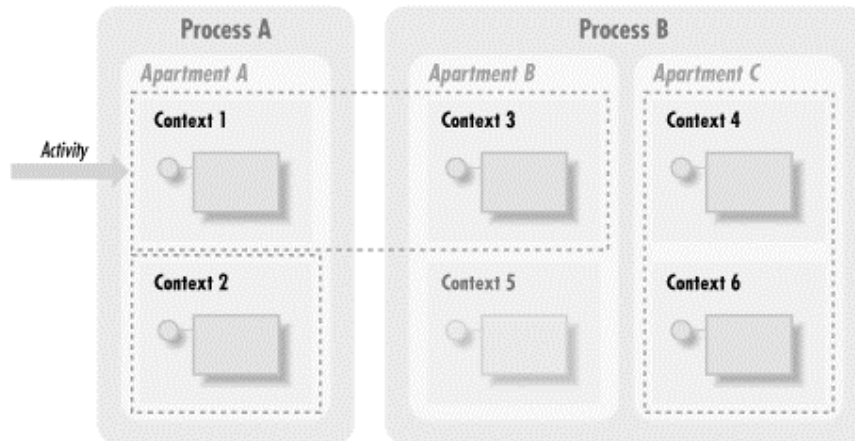 Process A
Process B
Apartment A
Apartment B
Apartment C
Context 1
Context 3
Context 4
Activity
Context 2
Context 5
Context 6